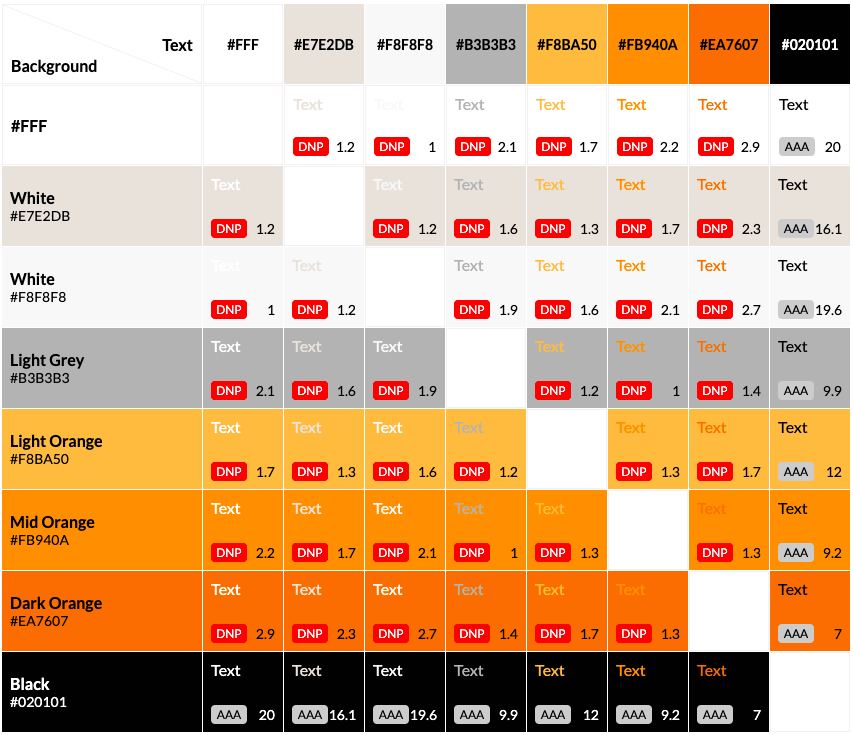 Text #FFF #E7E2DB #F8F8F8 #B3B3B3 #F8BA50 #FB940A #EA7607 #020101
Background
#FFF
Text Text Text Text Text Text Text
DNP 1.2 DNP 1 DNP 2.1 DNP 1.7 DNP 2.2 DNP 2.9 AAA 20
White
#E7E2DB
Text Text Text Text Text Text Text
DNP 1.2 DNP 1.2 DNP 1.6 DNP 1.3 DNP 1.7 DNP 2.3 AAA 16.1
White
#F8F8F8
Text Text Text Text Text Text Text
DNP 1 DNP 1.2 DNP 1.9 DNP 1.6 DNP 2.1 DNP 2.7 AAA 19.6
Light Grey
#B3B3B3
Text Text Text Text Text Text Text
DNP 2.1 DNP 1.6 DNP 1.9 DNP 1.2 DNP 1 DNP 1.4 AAA 9.9
Light Orange
#F8BA50
Text Text Text Text Text Text Text
DNP 1.7 DNP 1.3 DNP 1.6 DNP 1.2 DNP 1.3 DNP 1.7 AAA 12
Mid Orange
#FB940A
Text Text Text Text Text Text Text
DNP 2.2 DNP 1.7 DNP 2.1 DNP 1 DNP 1.3 DNP 1.3 AAA 9.2
Dark Orange
#EA7607
Text Text Text Text Text Text Text
DNP 2.9 DNP 2.3 DNP 2.7 DNP 1.4 DNP 1.7 DNP 1.3 AAA 7
Black
#020101
Text Text Text Text Text Text Text
AAA 20 AAA 16.1 AAA 19.6 AAA 9.9 AAA 12 AAA 9.2 AAA 7